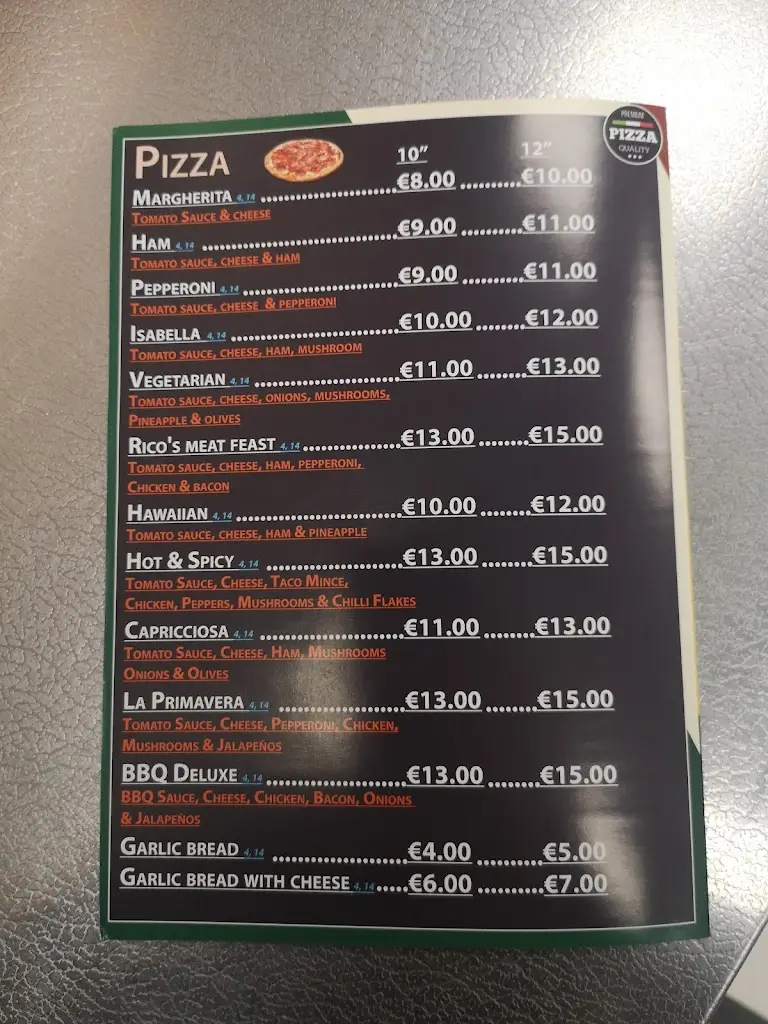 PREMIUM
PIZZA
QUALITY
PIZZA 10” 12”
MARGHERITA 4, 14 ........................€8.00 ...........€10.00
TOMATO SAUCE & CHEESE
HAM 4, 14 ........................€9.00 ...........€11.00
TOMATO SAUCE, CHEESE & HAM
PEPPERONI 4, 14 ........................€9.00 ...........€11.00
TOMATO SAUCE, CHEESE & PEPPERONI
ISABELLA 4, 14 ........................€10.00 ........€12.00
TOMATO SAUCE, CHEESE, HAM, MUSHROOM
VEGETARIAN 4, 14 ........................€11.00 ........€13.00
TOMATO SAUCE, CHEESE, ONIONS, MUSHROOMS,
PINEAPPLE & OLIVES
RICO'S MEAT FEAST 4, 14 ................€13.00 ........€15.00
TOMATO SAUCE, CHEESE, HAM, PEPPERONI,
CHICKEN & BACON
HAWAIIAN 4, 14 ........................€10.00 ........€12.00
TOMATO SAUCE, CHEESE, HAM & PINEAPPLE
HOT & SPICY 4, 14 ........................€13.00 ........€15.00
TOMATO SAUCE, CHEESE, TACO MINCE,
CHICKEN, PEPPERS, MUSHROOMS & CHILLI FLAKES
CAPRICCIOSA 4, 14 ........................€11.00 ........€13.00
TOMATO SAUCE, CHEESE, HAM, MUSHROOMS
ONIONS & OLIVES
LA PRIMAVERA 4, 14 .....................€13.00 ........€15.00
TOMATO SAUCE, CHEESE, PEPPERONI, CHICKEN,
MUSHROOMS & JALAPEÑOS
BBQ DELUXE 4, 14 ........................€13.00 ........€15.00
BBQ SAUCE, CHEESE, CHICKEN, BACON, ONIONS
& JALAPEÑOS
GARLIC BREAD 4, 14 .....................€4.00 ...........€5.00
GARLIC BREAD WITH CHEESE 4, 14 .....€6.00 ...........€7.00